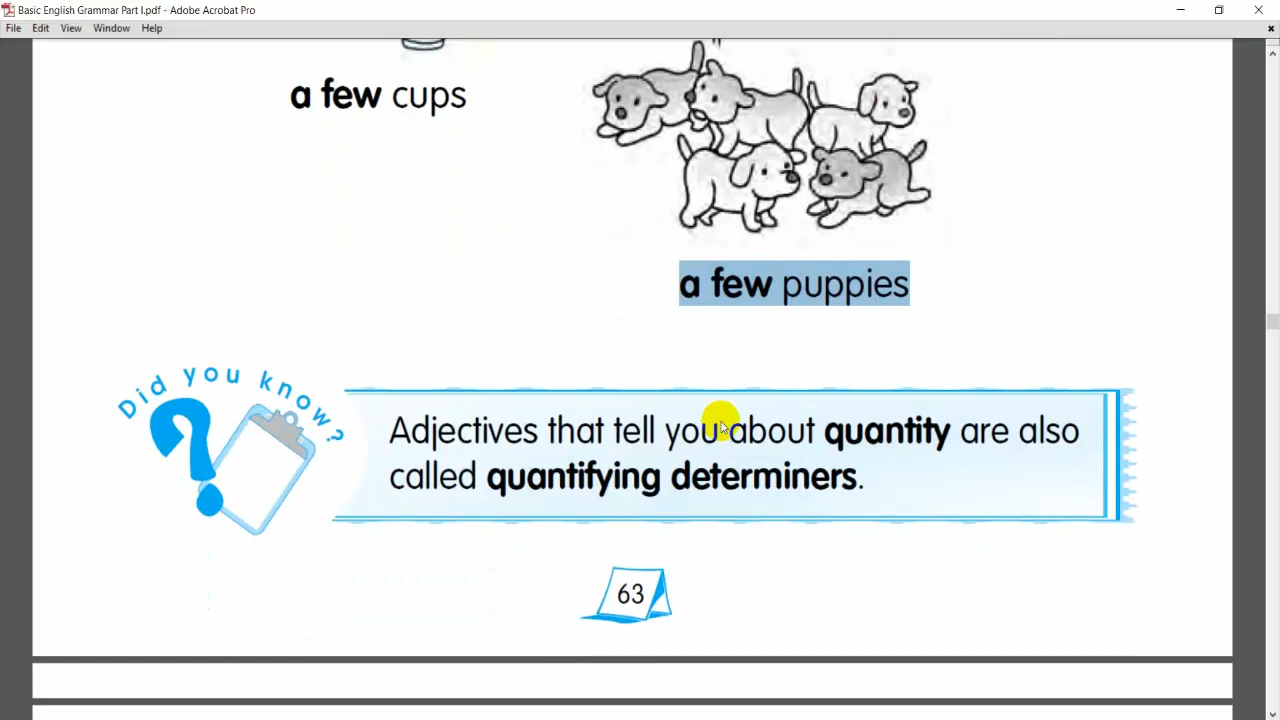 Basic English Grammar Part I.pdf - Adobe Acrobat Pro
File Edit View Window Help
a few cups
a few puppies
Did you know?
Adjectives that tell you about quantity are also
called quantifying determiners.
63